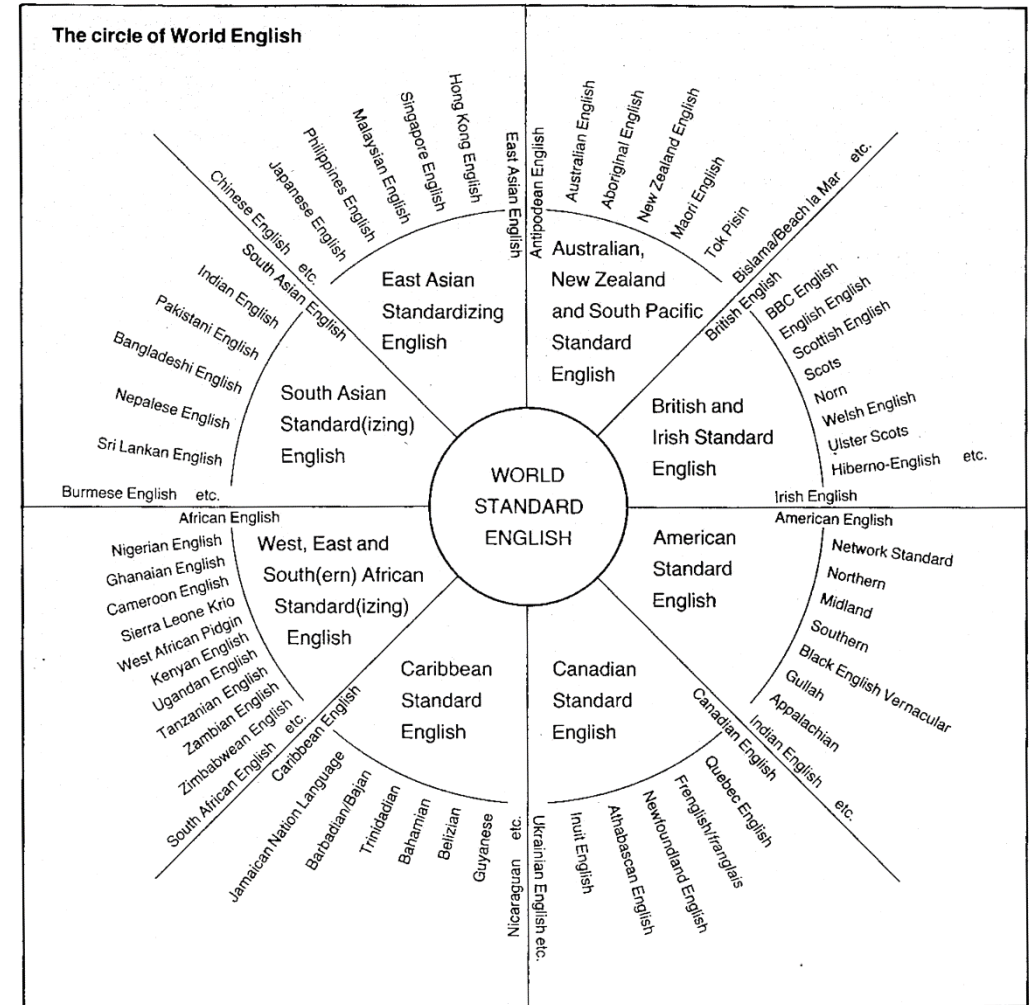 The circle of World English
WORLD
STANDARD
ENGLISH
East Asian
Standardizing
English
East Asian English
Hong Kong English
Singapore English
Malaysian English
Philippines English
Japanese English
Chinese English etc.
Australian,
New Zealand
and South Pacific
Standard
English
Antipodean English
Australian English
Aboriginal English
New Zealand English
Maori English
Tok Pisin
Bislama/Beach la Mar etc.
British and
Irish Standard
English
British English
BBC English
English English
Scottish English
Scots
Norn
Welsh English
Ulster Scots
Hiberno-English etc.
Irish English
American
Standard
English
American English
Network Standard
Northern
Midland
Southern
Black English Vernacular
Gullah
Appalachian
Indian English etc.
Canadian
Standard
English
Canadian English
Quebec English
Frenglish/franglais
Newfoundland English
Athabascan English
Inuit English
Ukrainian English etc.
Caribbean
Standard
English
Caribbean English
Jamaican Nation Language
Barbadian/Bajan
Trinidadian
Bahamian
Belizian
Guyanese
Nicaraguan etc.
West, East and
South(ern) African
Standard(izing)
English
African English
Nigerian English
Ghanaian English
Cameroon English
Sierra Leone Krio
West African Pidgin
Kenyan English
Ugandan English
Tanzanian English
Zambian English
Zimbabwean English
South African English etc.
South Asian
Standard(izing)
English
South Asian English
Indian English
Pakistani English
Bangladeshi English
Nepalese English
Sri Lankan English
Burmese English etc.